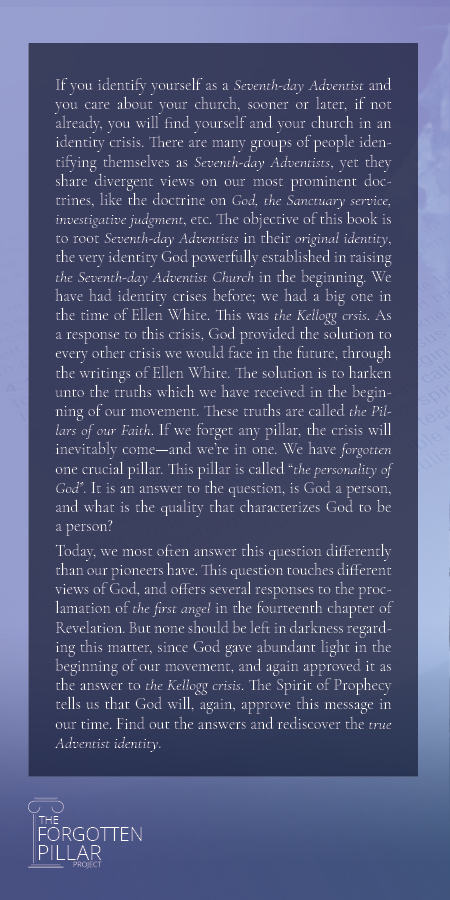 If you identify yourself as a Seventh-day Adventist and
you care about your church, sooner or later, if not
already, you will find yourself and your church in an
identity crisis. There are many groups of people iden-
tifying themselves as Seventh-day Adventists, yet they
share divergent views on our most prominent doc-
trines, like the doctrine on God, the Sanctuary service,
investigative judgment, etc. The objective of this book is
to root Seventh-day Adventists in their original identity,
the very identity God powerfully established in raising
the Seventh-day Adventist Church in the beginning. We
have had identity crises before; we had a big one in
the time of Ellen White. This was the Kellogg crsis. As
a response to this crisis, God provided the solution to
every other crisis we would face in the future, through
the writings of Ellen White. The solution is to harken
unto the truths which we have received in the begin-
ning of our movement. These truths are called the Pil-
lars of our Faith. If we forget any pillar, the crisis will
inevitably come—and we're in one. We have forgotten
one crucial pillar. This pillar is called “the personality of
God”. It is an answer to the question, is God a person,
and what is the quality that characterizes God to be
a person?
Today, we most often answer this question differently
than our pioneers have. This question touches different
views of God, and offers several responses to the proc-
lamation of the first angel in the fourteenth chapter of
Revelation. But none should be left in darkness regard-
ing this matter, since God gave abundant light in the
beginning of our movement, and again approved it as
the answer to the Kellogg crisis. The Spirit of Prophecy
tells us that God will, again, approve this message in
our time. Find out the answers and rediscover the true
Adventist identity.
THE
FORGOTTEN
PILLAR
PROJECT